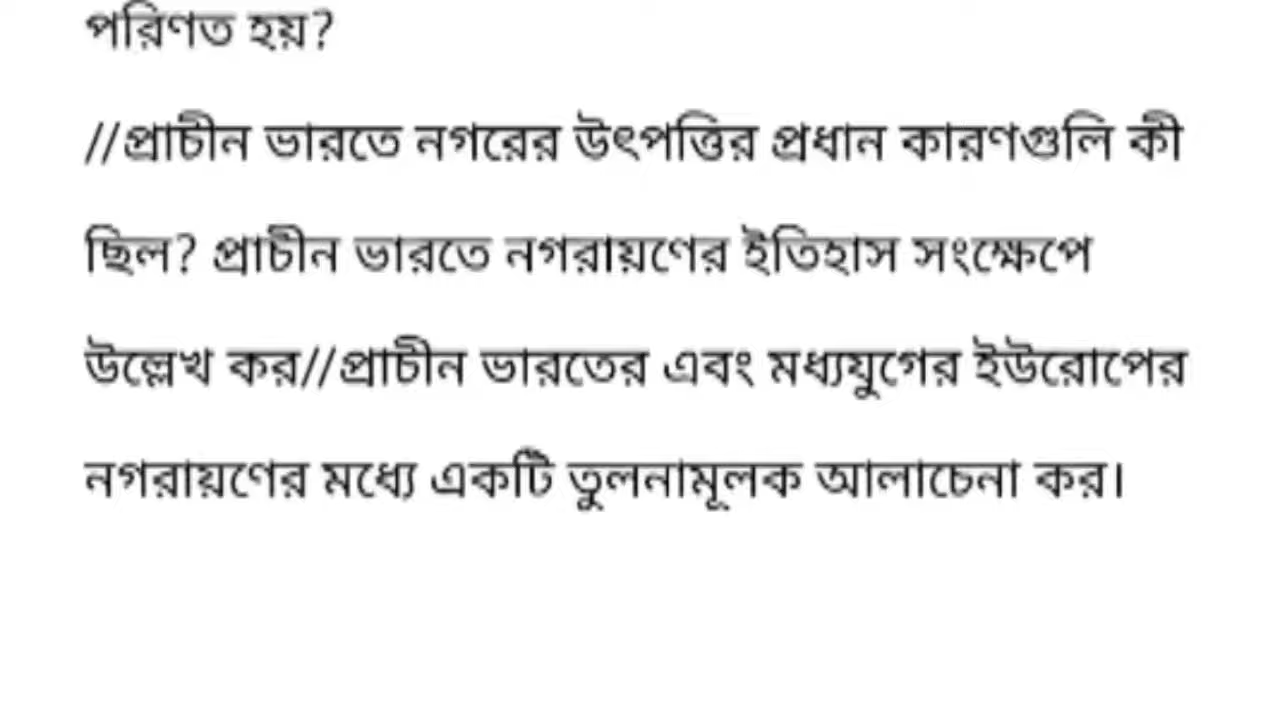 পরিণত হয়?
//প্রাচীন ভারতে নগরের উৎপত্তির প্রধান কারণগুলি কী
ছিল? প্রাচীন ভারতে নগরায়ণের ইতিহাস সংক্ষেপে
উল্লেখ কর//প্রাচীন ভারতের এবং মধ্যযুগের ইউরোপের
নগরায়ণের মধ্যে একটি তুলনামূলক আলাচেনা কর।